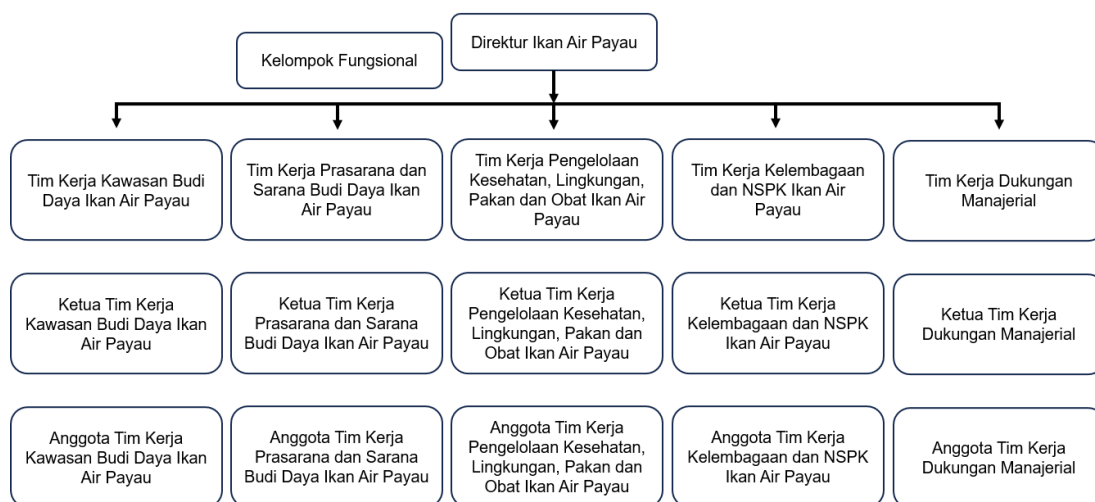 Direktur Ikan Air Payau
Kelompok Fungsional
Tim Kerja Kawasan Budi
Daya Ikan Air Payau
Tim Kerja Prasarana dan
Sarana Budi Daya Ikan
Air Payau
Tim Kerja Pengelolaan
Kesehatan, Lingkungan,
Pakan dan Obat Ikan Air
Payau
Tim Kerja Kelembagaan
dan NSPK Ikan Air
Payau
Tim Kerja Dukungan
Manajerial
Ketua Tim Kerja
Kawasan Budi Daya Ikan
Air Payau
Ketua Tim Kerja
Prasarana dan Sarana
Budi Daya Ikan Air Payau
Ketua Tim Kerja
Pengelolaan Kesehatan,
Lingkungan, Pakan dan
Obat Ikan Air Payau
Ketua Tim Kerja
Kelembagaan dan NSPK
Ikan Air Payau
Ketua Tim Kerja
Dukungan Manajerial
Anggota Tim Kerja
Kawasan Budi Daya Ikan
Air Payau
Anggota Tim Kerja
Prasarana dan Sarana
Budi Daya Ikan Air Payau
Anggota Tim Kerja
Pengelolaan Kesehatan,
Lingkungan, Pakan dan
Obat Ikan Air Payau
Anggota Tim Kerja
Kelembagaan dan NSPK
Ikan Air Payau
Anggota Tim Kerja
Dukungan Manajerial